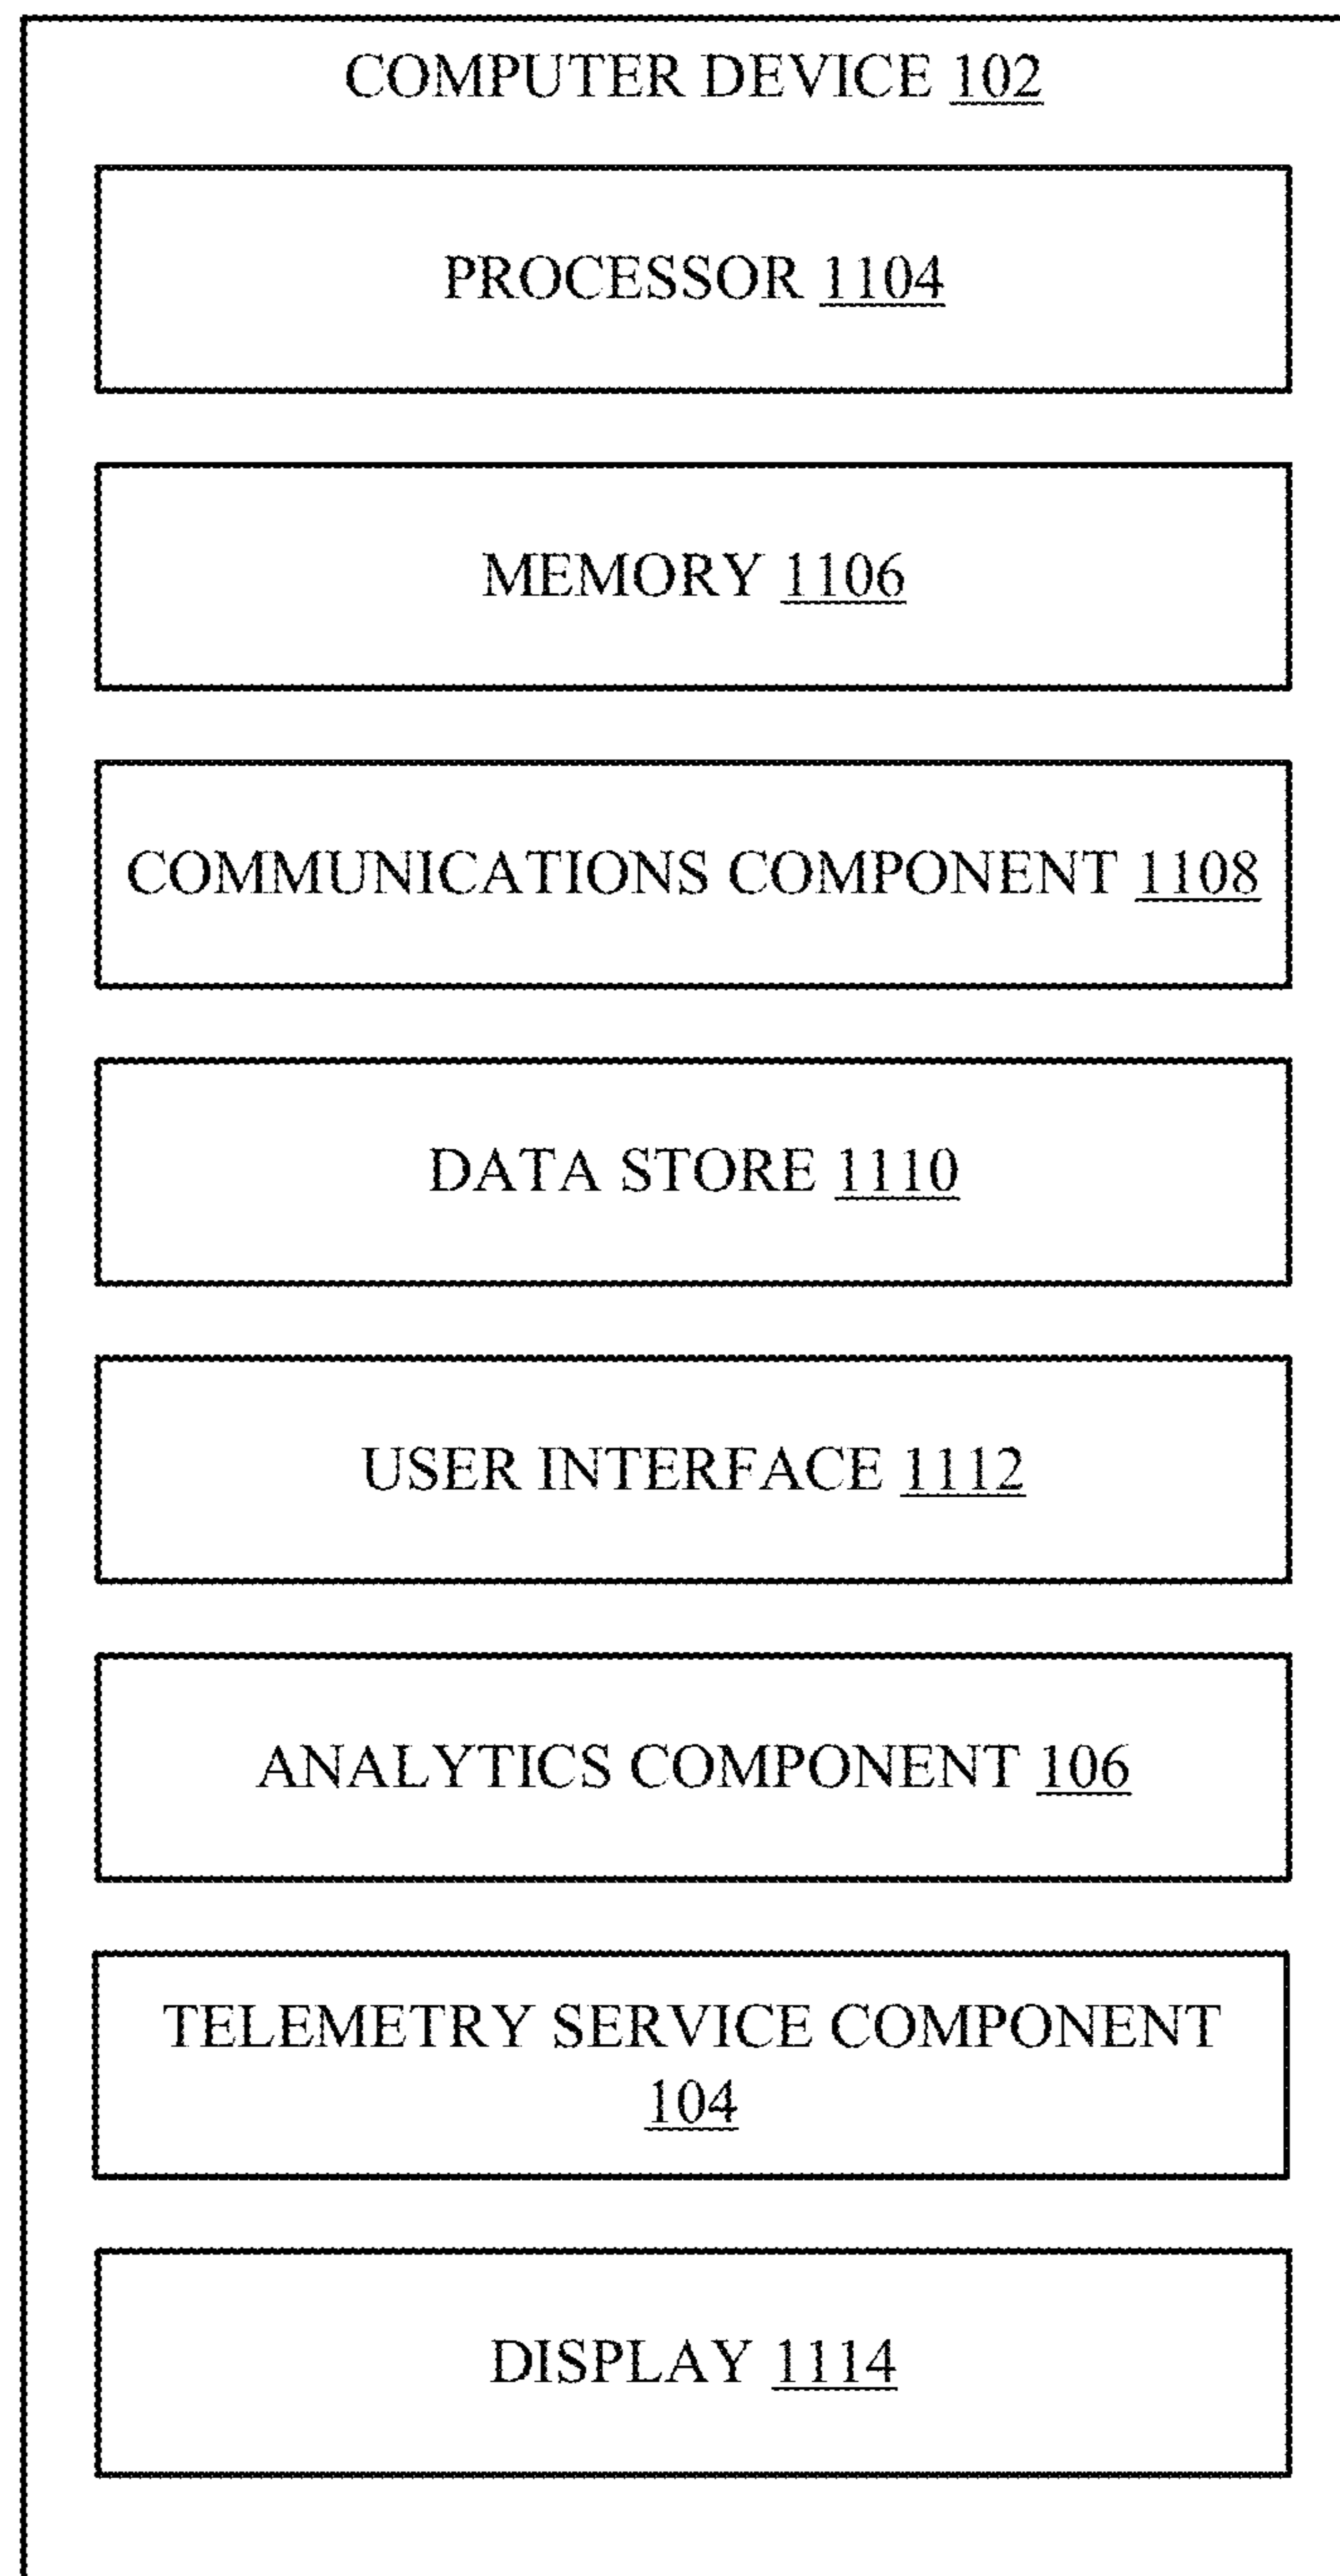 COMPUTER DEVICE 102
PROCESSOR 1104
MEMORY 1106
COMMUNICATIONS COMPONENT 1108
DATA STORE 1110
USER INTERFACE 1112
ANALYTICS COMPONENT 106
TELEMETRY SERVICE COMPONENT
104
DISPLAY 1114